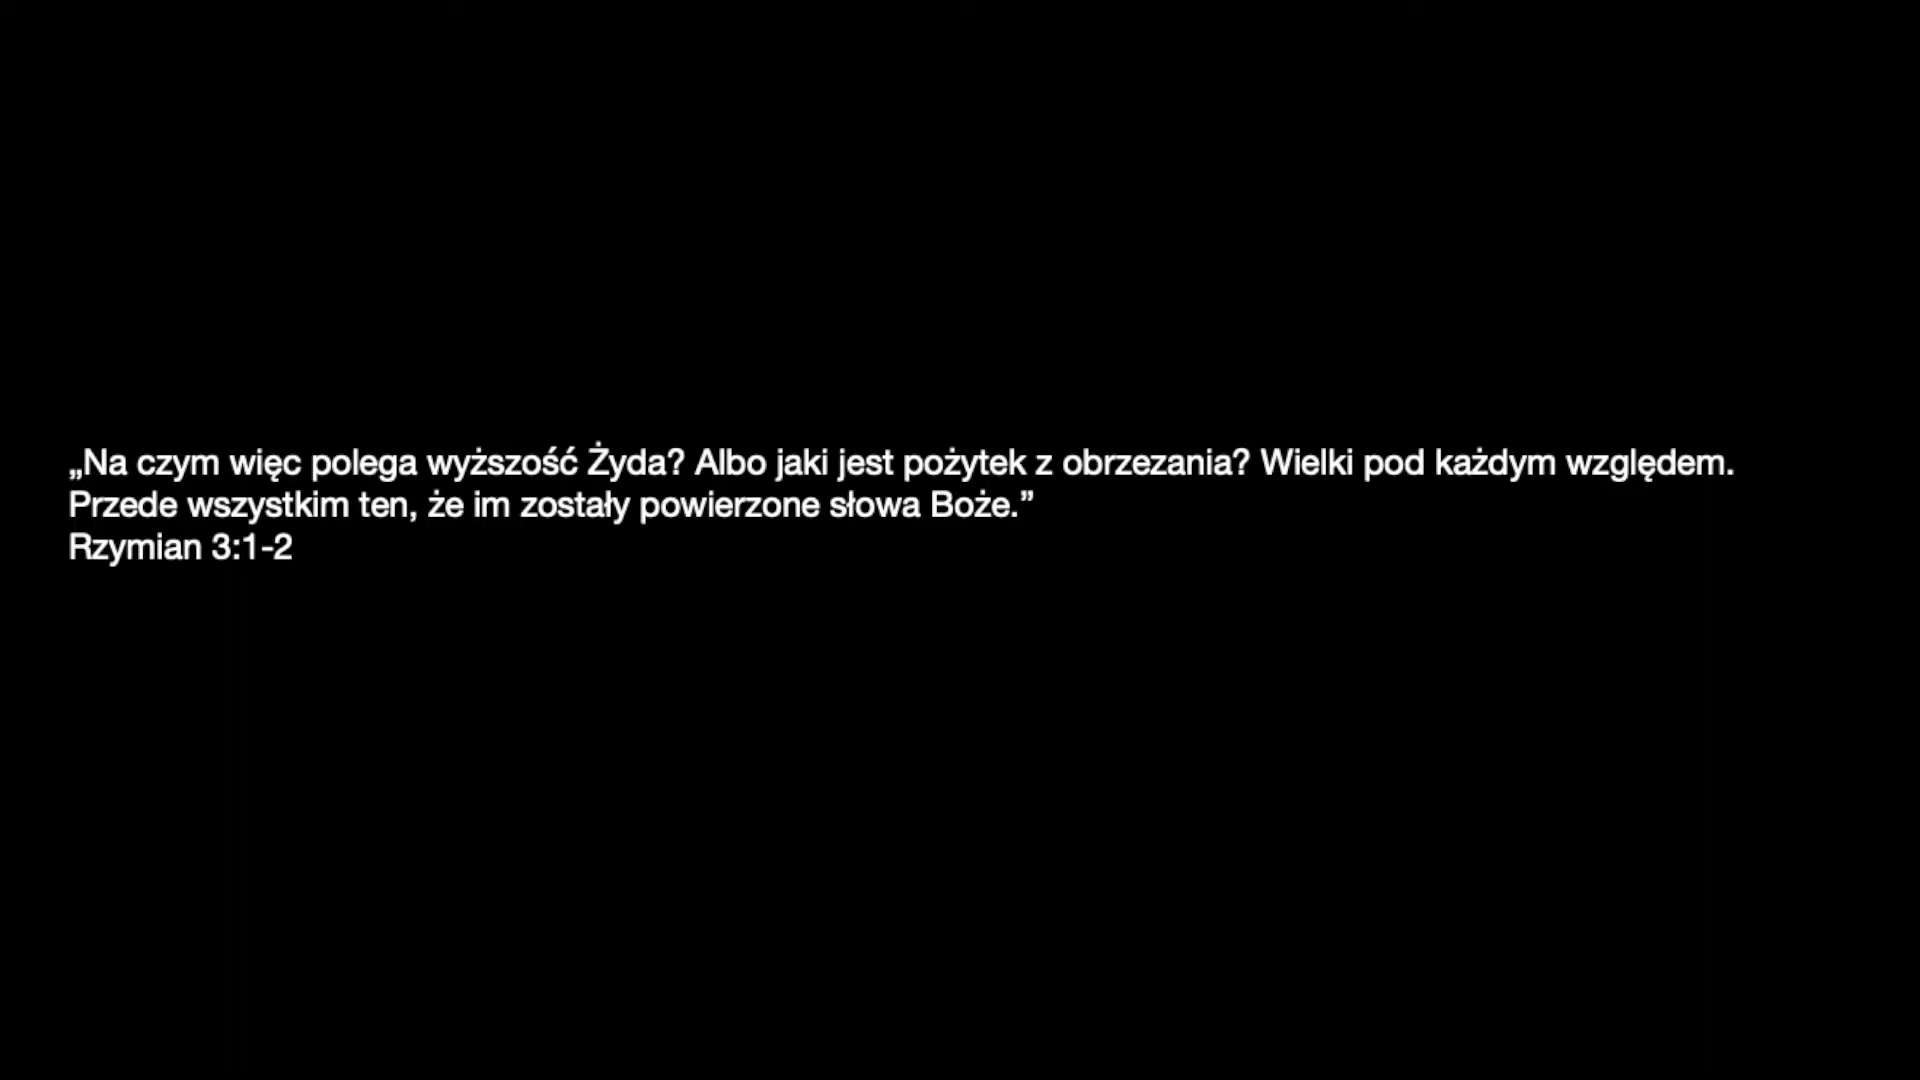 „Na czym więc polega wyższość Żyda? Albo jaki jest pożytek z obrzezania? Wielki pod każdym względem.
Przede wszystkim ten, że im zostały powierzone słowa Boże.”
Rzymian 3:1-2